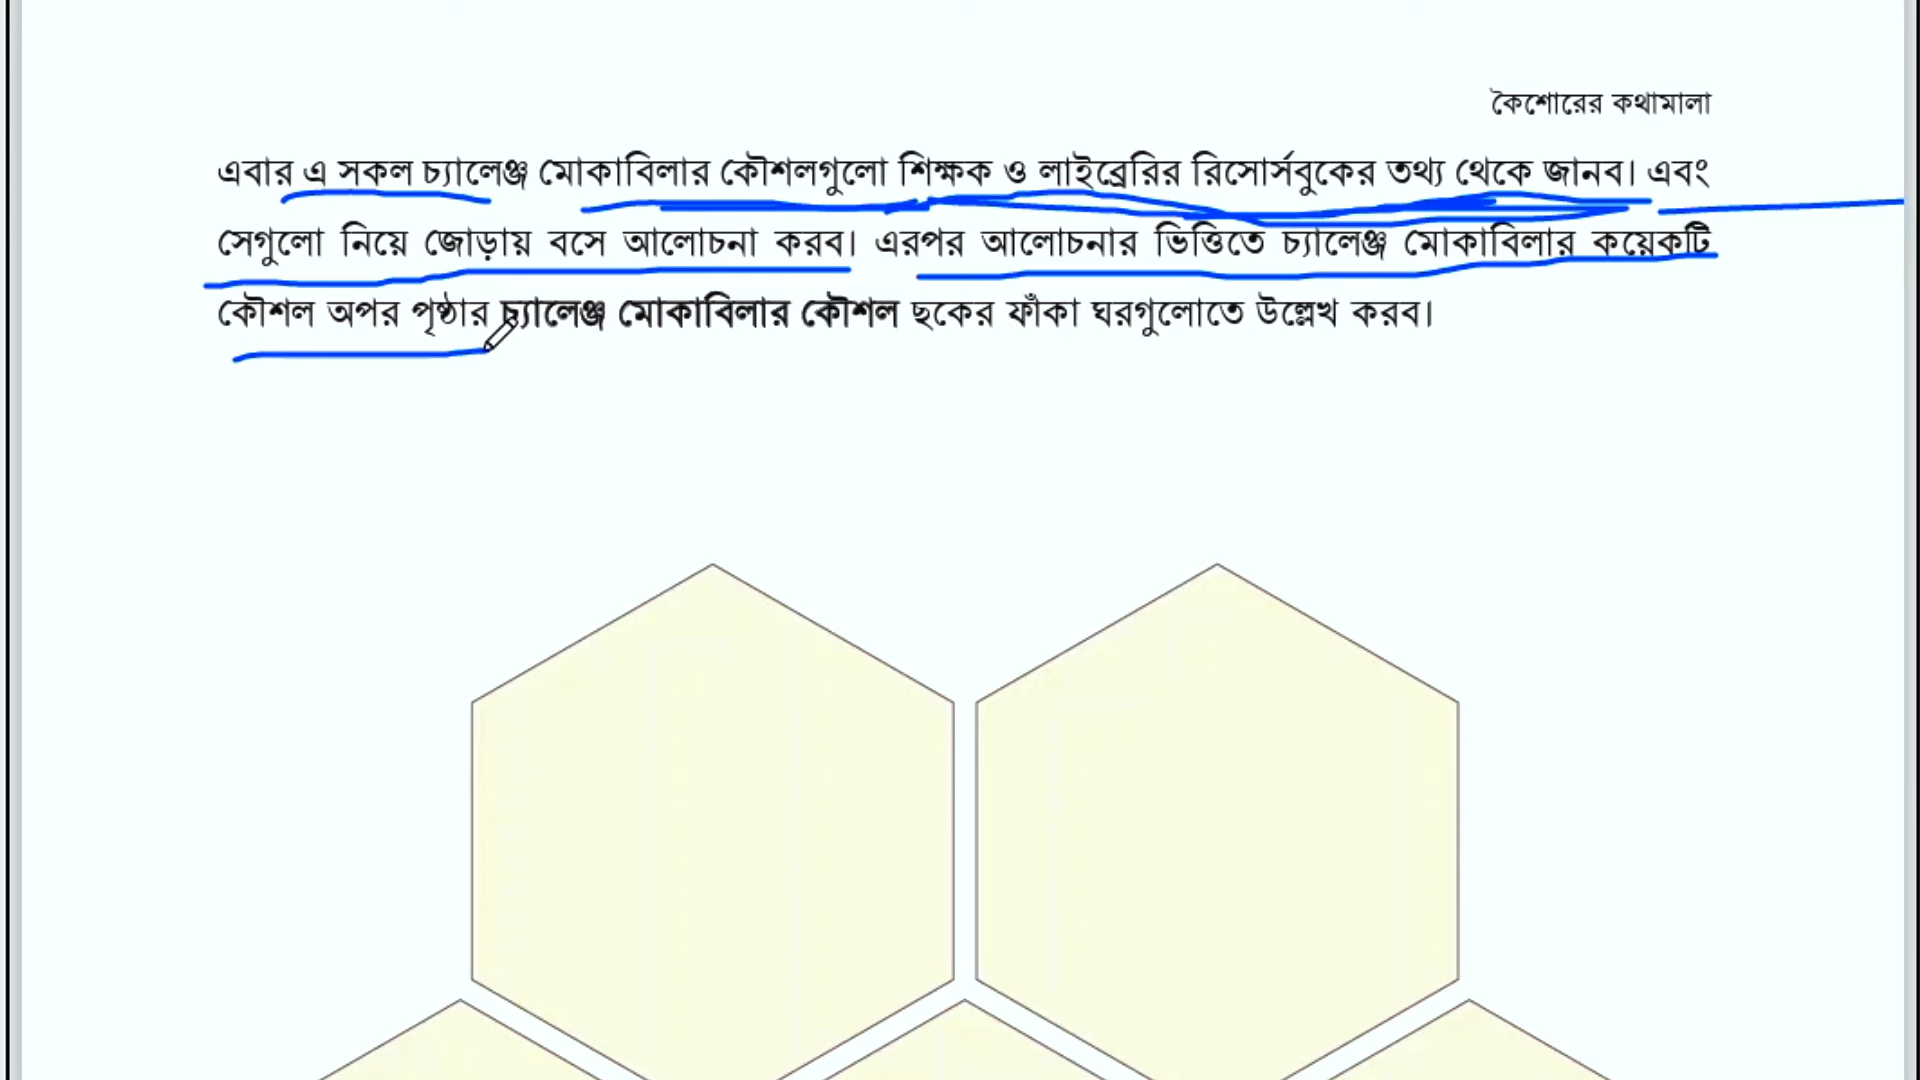 কৈশোরের কথামালা
এবার এ সকল চ্যালেঞ্জ মোকাবিলার কৌশলগুলো শিক্ষক ও লাইব্রেরির রিসোর্সবুকের তথ্য থেকে জানব। এবং
সেগুলো নিয়ে জোড়ায় বসে আলোচনা করব। এরপর আলোচনার ভিত্তিতে চ্যালেঞ্জ মোকাবিলার কয়েকটি
কৌশল অপর পৃষ্ঠার চ্যালেঞ্জ মোকাবিলার কৌশল ছকের ফাঁকা ঘরগুলোতে উল্লেখ করব।